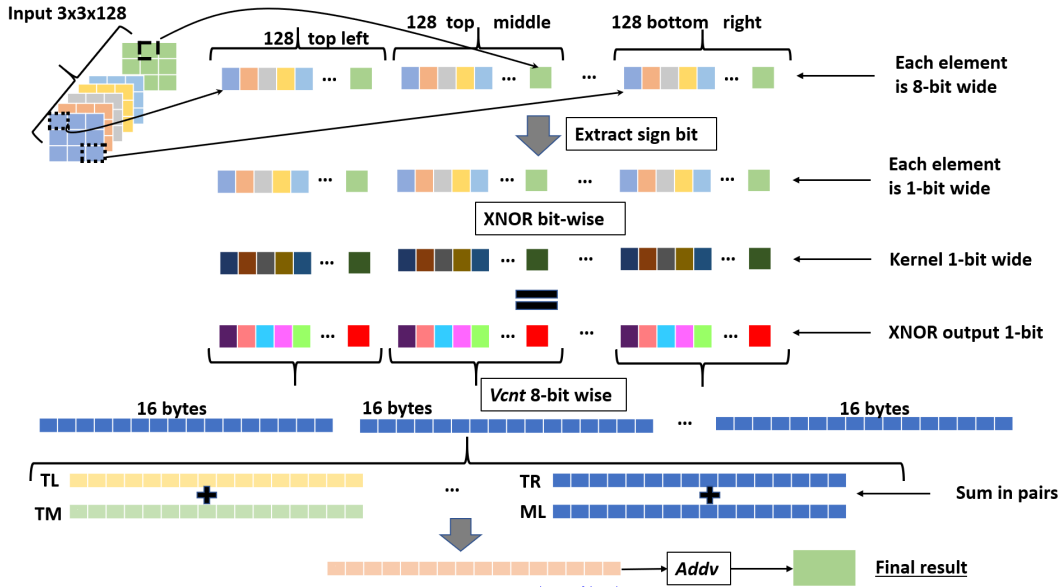 Input 3x3x128
128 top left
128 top middle
128 bottom right
...
...
...
...
Each element
is 8-bit wide
Extract sign bit
...
...
...
...
Each element
is 1-bit wide
XNOR bit-wise
...
...
...
...
Kernel 1-bit wide
...
...
...
...
XNOR output 1-bit
Vcnt 8-bit wise
16 bytes
16 bytes
...
16 bytes
TL
TM
...
TR
ML
Sum in pairs
Addv
Final result